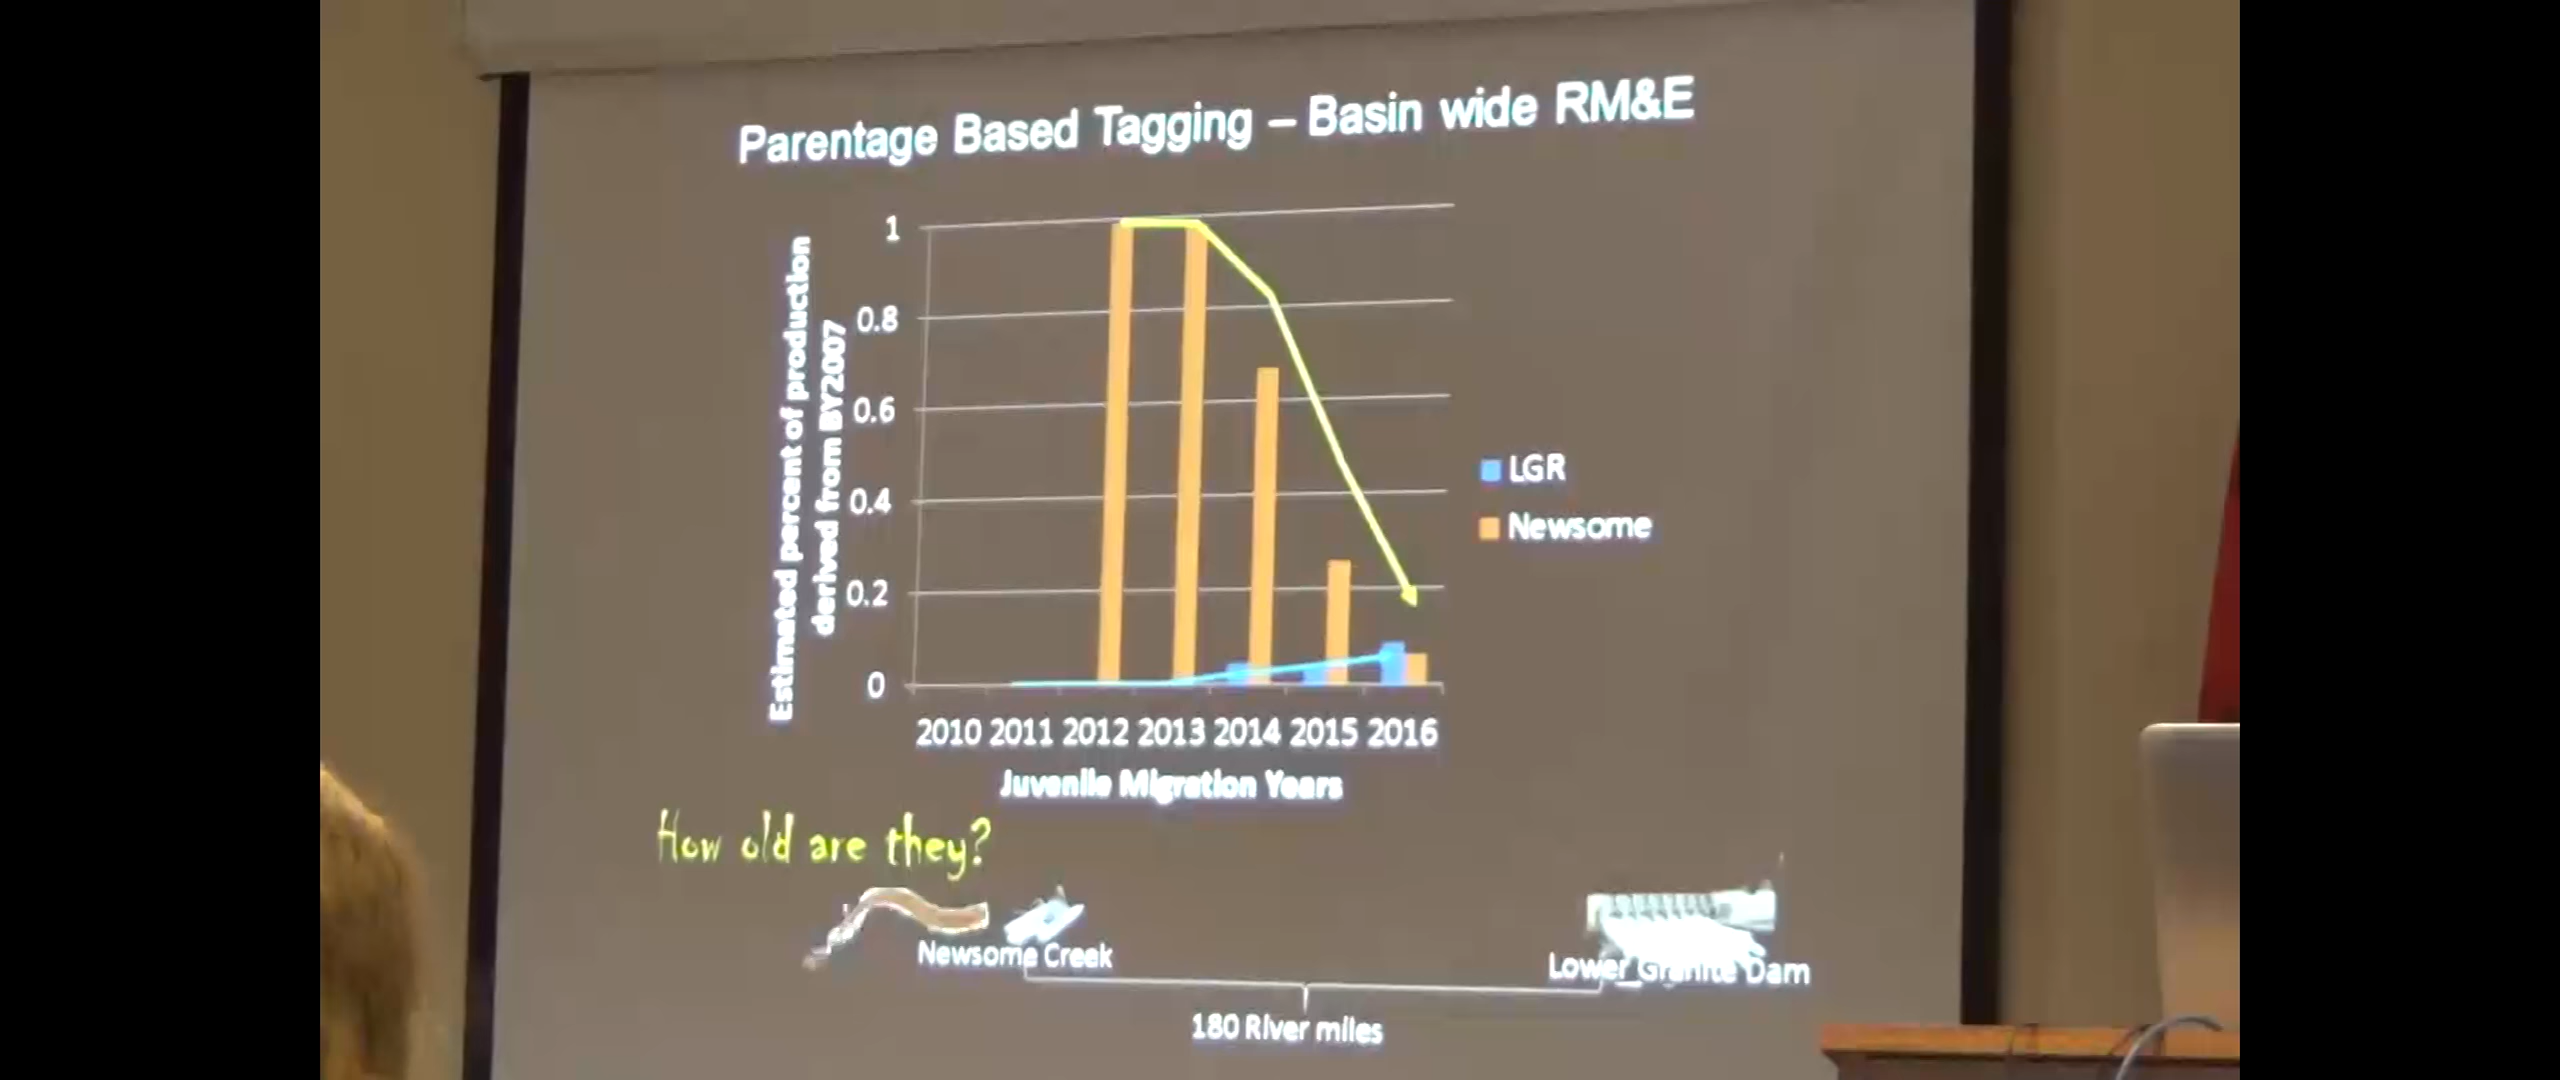 Parentage Based Tagging – Basin wide RM&E
Estimated percent of production
derived from BY2007
1
0.8
0.6
0.4
0.2
0
2010 2011 2012 2013 2014 2015 2016
Juvenile Migration Years
LGR
Newsome
How old are they?
Newsome Creek
Lower_Granite Dam
180 River miles